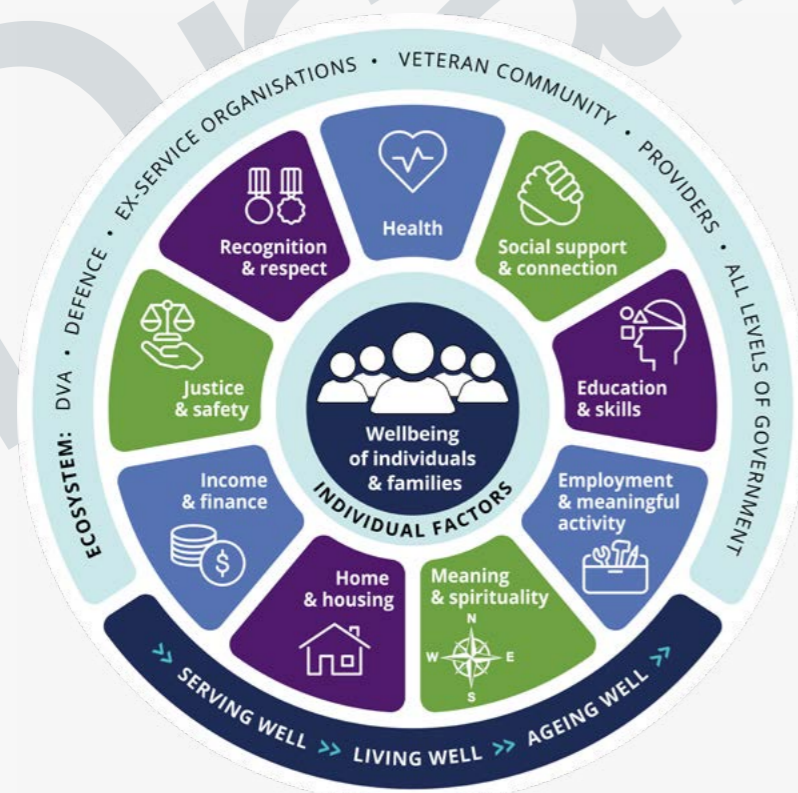 Draft
ECOSYSTEM: DVA • DEFENCE • EX-SERVICE ORGANISATIONS • VETERAN COMMUNITY • PROVIDERS • ALL LEVELS OF GOVERNMENT
Health
Social support
& connection
Education
& skills
Employment
& meaningful
activity
Meaning
& spirituality
N
W
E
S
Home
& housing
Income
& finance
$
Justice
& safety
Recognition
& respect
Wellbeing
of individuals
& families
INDIVIDUAL FACTORS
>> SERVING WELL >> LIVING WELL >> AGEING WELL >>